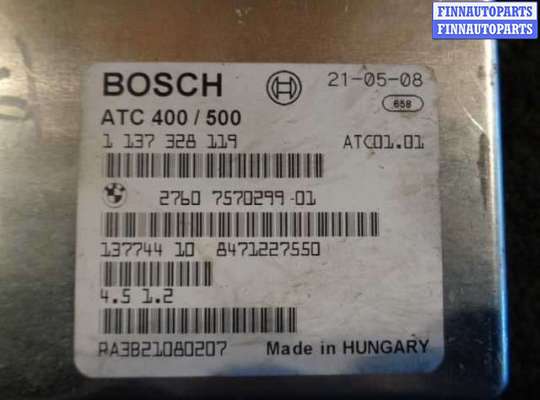 FINNAUTOPARTS
FINNAUTOPARTS
BOSCH 21-05-08
658
ATC 400 / 500
1 137 328 119 ATC01.01
2760 7570299-01
137744 10 8471227550
4.5 1.2
RA3B21080207 Made in HUNGARY